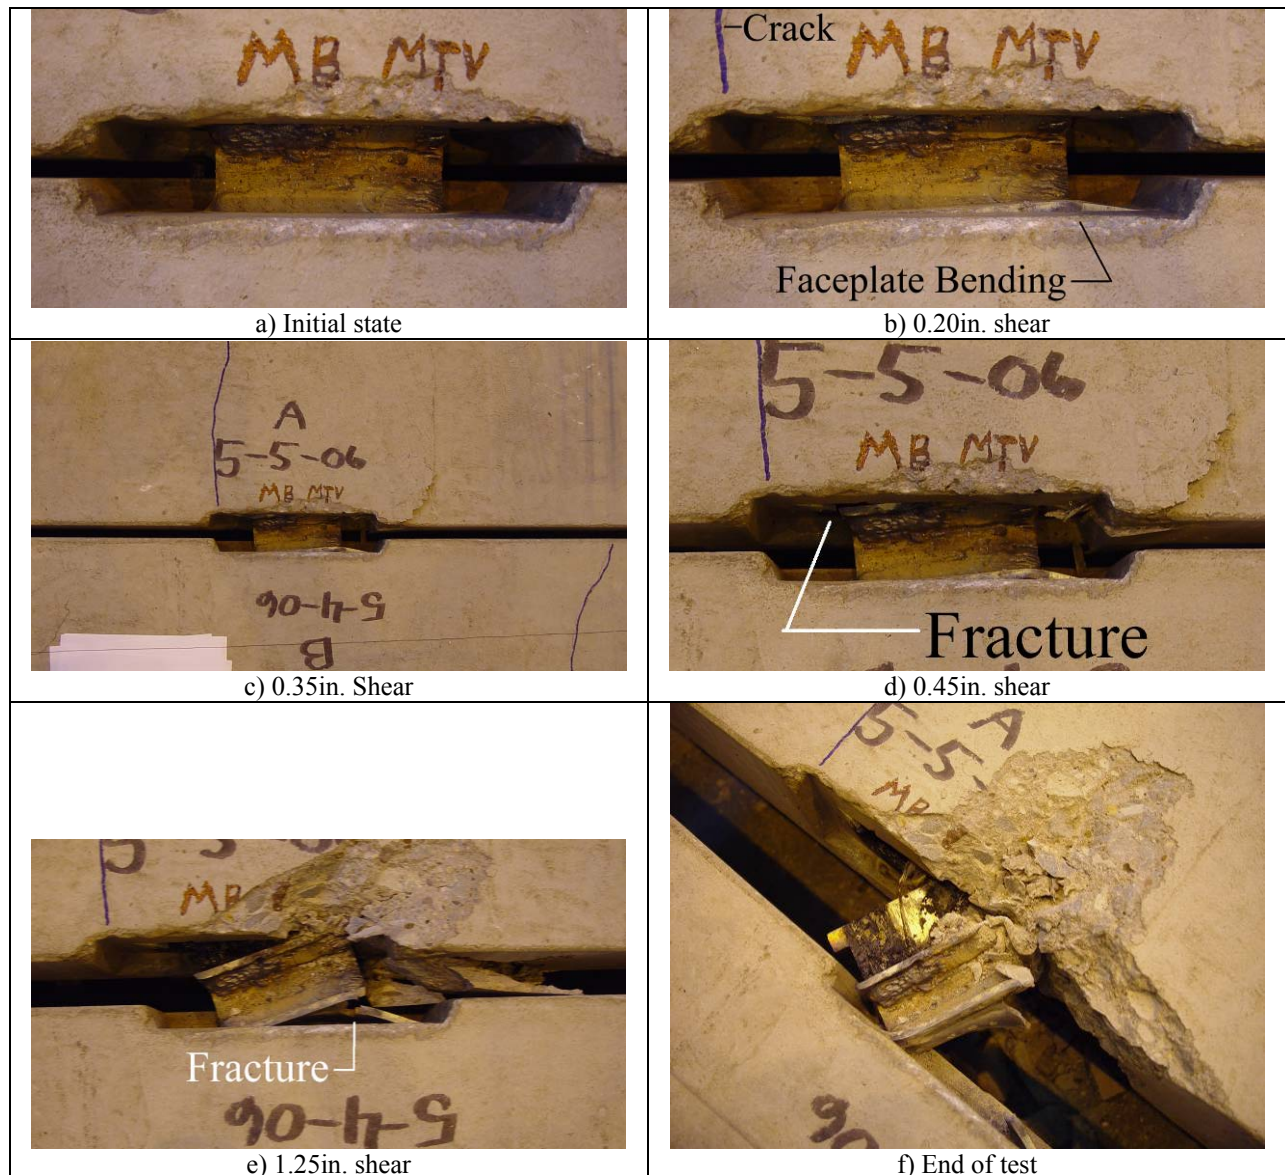 MB MTV
a) Initial state
Crack
MB MTV
Faceplate Bending
b) 0.20in. shear
A
5-5-06
MB MTV
5-4-06
B
c) 0.35in. Shear
5-5-06
MB MTV
Fracture
d) 0.45in. shear
MB
Fracture
5-4-06
e) 1.25in. shear
A
5-5-
MB
06
f) End of test